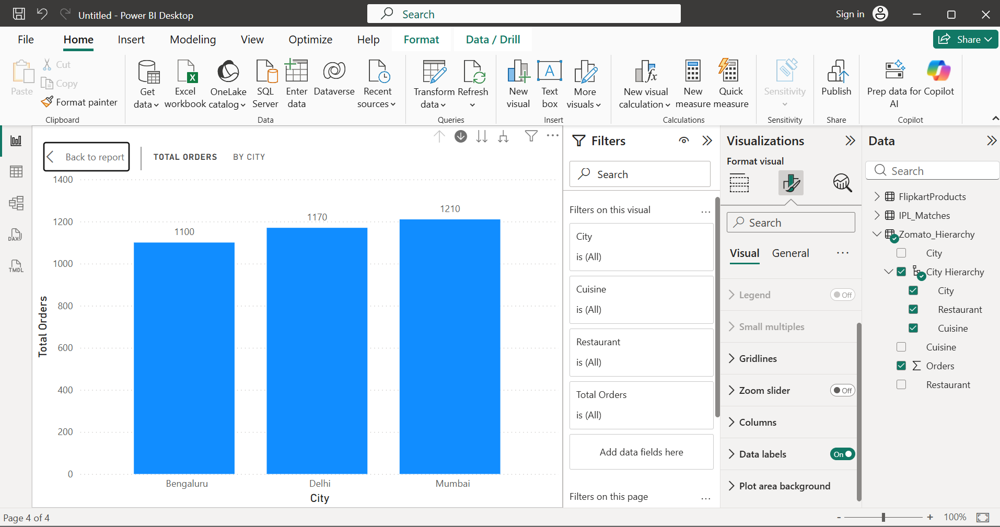 Untitled - Power BI Desktop
Search
Sign in
File
Home
Insert
Modeling
View
Optimize
Help
Format
Data / Drill
Share
Paste
Cut
Copy
Format painter
Clipboard
Get data
Excel workbook
OneLake catalog
SQL Server
Enter data
Dataverse
Recent sources
Data
Transform data
Refresh
Queries
New visual
Text box
More visuals
Insert
New visual calculation
New measure
Quick measure
Calculations
Sensitivity
Sensitivity
Publish
Share
Prep data for AI
Copilot
Copilot
DAX
TMDL
Back to report
TOTAL ORDERS
BY CITY
1400
1200
1000
800
600
400
200
0
Total Orders
1100
1170
1210
Bengaluru
Delhi
Mumbai
City
Filters
Search
Filters on this visual
...
City
is (All)
Cuisine
is (All)
Restaurant
is (All)
Total Orders
is (All)
Add data fields here
Filters on this page
...
Visualizations
Format visual
Search
Visual
General
...
Legend
Off
Small multiples
Gridlines
Zoom slider
Off
Columns
Data labels
On
Plot area background
Data
Search
FlipkartProducts
IPL_Matches
Zomato_Hierarchy
City
City Hierarchy
City
Restaurant
Cuisine
Cuisine
Orders
Restaurant
Page 4 of 4
-
+
100%